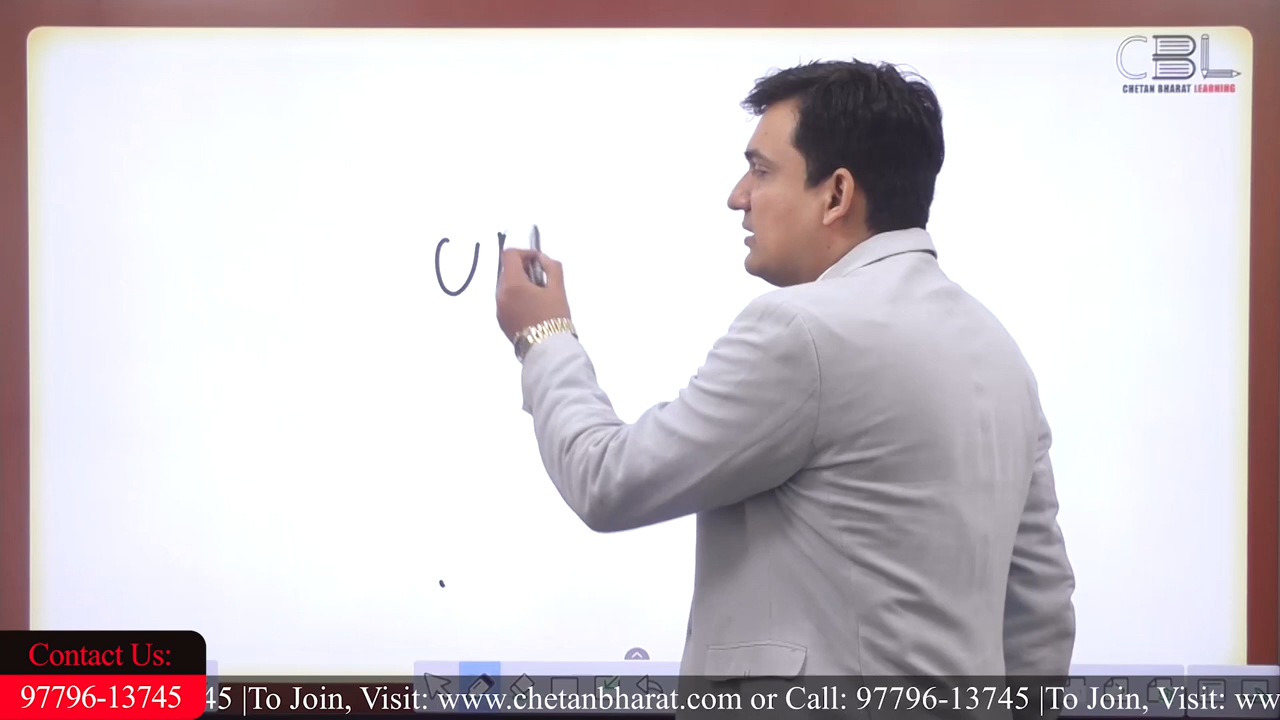 CBL
CHETAN BHARAT LEARNING
U
Contact Us:
97796-13745
45 |To Join, Visit: www.chetanbharat.com or Call: 97796-13745 |To Join, Visit: ww